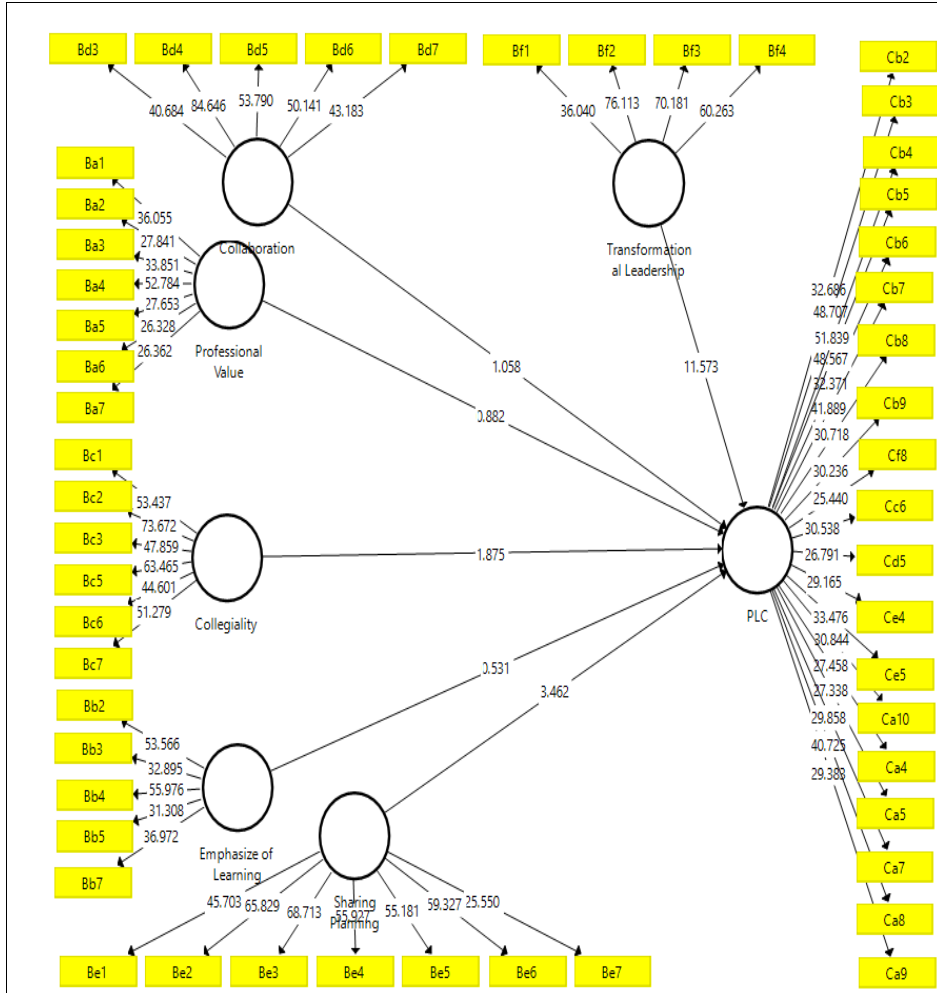 Bd3
Bd4
Bd5
Bd6
Bd7
40.684
84.646
53.790
50.141
43.183
Collaboration
Bf1
Bf2
Bf3
Bf4
36.040
76.113
70.181
60.263
Transformation
al Leadership
Ba1
Ba2
Ba3
Ba4
Ba5
Ba6
Ba7
36.055
27.841
33.851
52.784
27.653
26.328
26.362
Professional
Value
Bc1
Bc2
Bc3
Bc5
Bc6
Bc7
53.437
73.672
47.859
63.465
44.601
51.279
Collegiality
Bb2
Bb3
Bb4
Bb5
Bb7
53.566
32.895
55.976
31.308
36.972
Emphasize of
Learning
Sharing
Planning
45.703
65.829
68.713
55.927
55.181
59.327
25.550
Be1
Be2
Be3
Be4
Be5
Be6
Be7
1.058
11.573
3.462
PLC
32.686
48.707
51.839
48.567
32.371
41.889
30.718
30.236
25.440
30.538
26.791
29.165
33.476
30.844
27.458
27.338
29.858
40.725
29.383
Cb2
Cb3
Cb4
Cb5
Cb6
Cb7
Cb8
Cb9
Cf8
Cc6
Cd5
Ce4
Ce5
Ca10
Ca4
Ca5
Ca7
Ca8
Ca9